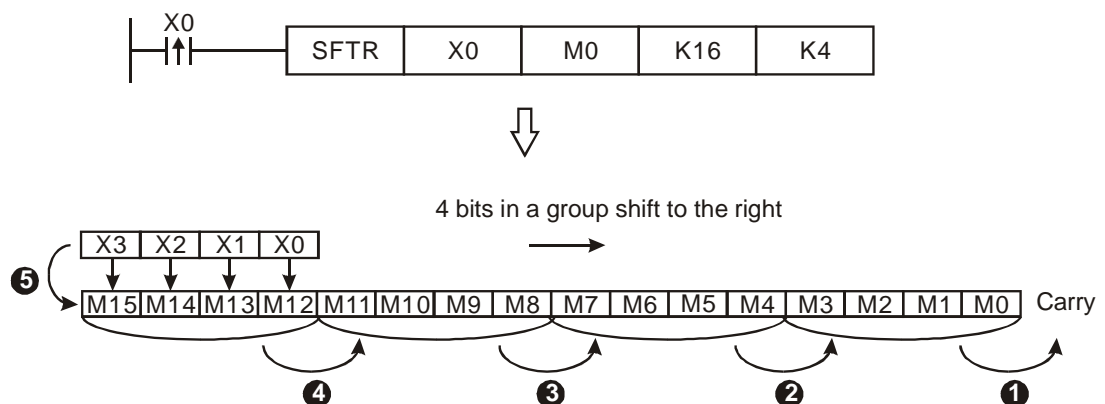 X0
SFTR X0 M0 K16 K4
4 bits in a group shift to the right
X3 X2 X1 X0
5
M15 M14 M13 M12 M11 M10 M9 M8 M7 M6 M5 M4 M3 M2 M1 M0 Carry
4 3 2 1